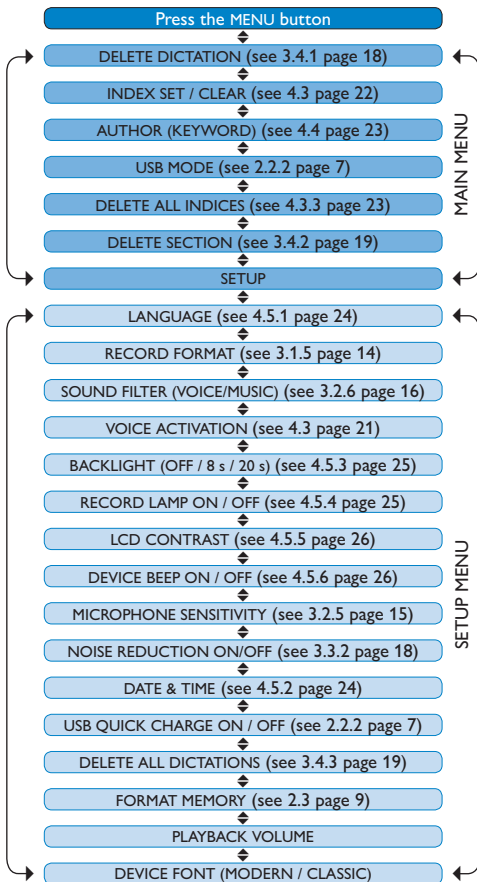 Press the MENU button
DELETE DICTATION (see 3.4.1 page 18)
INDEX SET / CLEAR (see 4.3 page 22)
AUTHOR (KEYWORD) (see 4.4 page 23)
USB MODE (see 2.2.2 page 7)
DELETE ALL INDICES (see 4.3.3 page 23)
DELETE SECTION (see 3.4.2 page 19)
SETUP
MAIN MENU
LANGUAGE (see 4.5.1 page 24)
RECORD FORMAT (see 3.1.5 page 14)
SOUND FILTER (VOICE/MUSIC) (see 3.2.6 page 16)
VOICE ACTIVATION (see 4.3 page 21)
BACKLIGHT (OFF / 8 s / 20 s) (see 4.5.3 page 25)
RECORD LAMP ON / OFF (see 4.5.4 page 25)
LCD CONTRAST (see 4.5.5 page 26)
DEVICE BEEP ON / OFF (see 4.5.6 page 26)
MICROPHONE SENSITIVITY (see 3.2.5 page 15)
NOISE REDUCTION ON/OFF (see 3.3.2 page 18)
DATE & TIME (see 4.5.2 page 24)
USB QUICK CHARGE ON / OFF (see 2.2.2 page 7)
DELETE ALL DICTATIONS (see 3.4.3 page 19)
FORMAT MEMORY (see 2.3 page 9)
PLAYBACK VOLUME
DEVICE FONT (MODERN / CLASSIC)
SETUP MENU